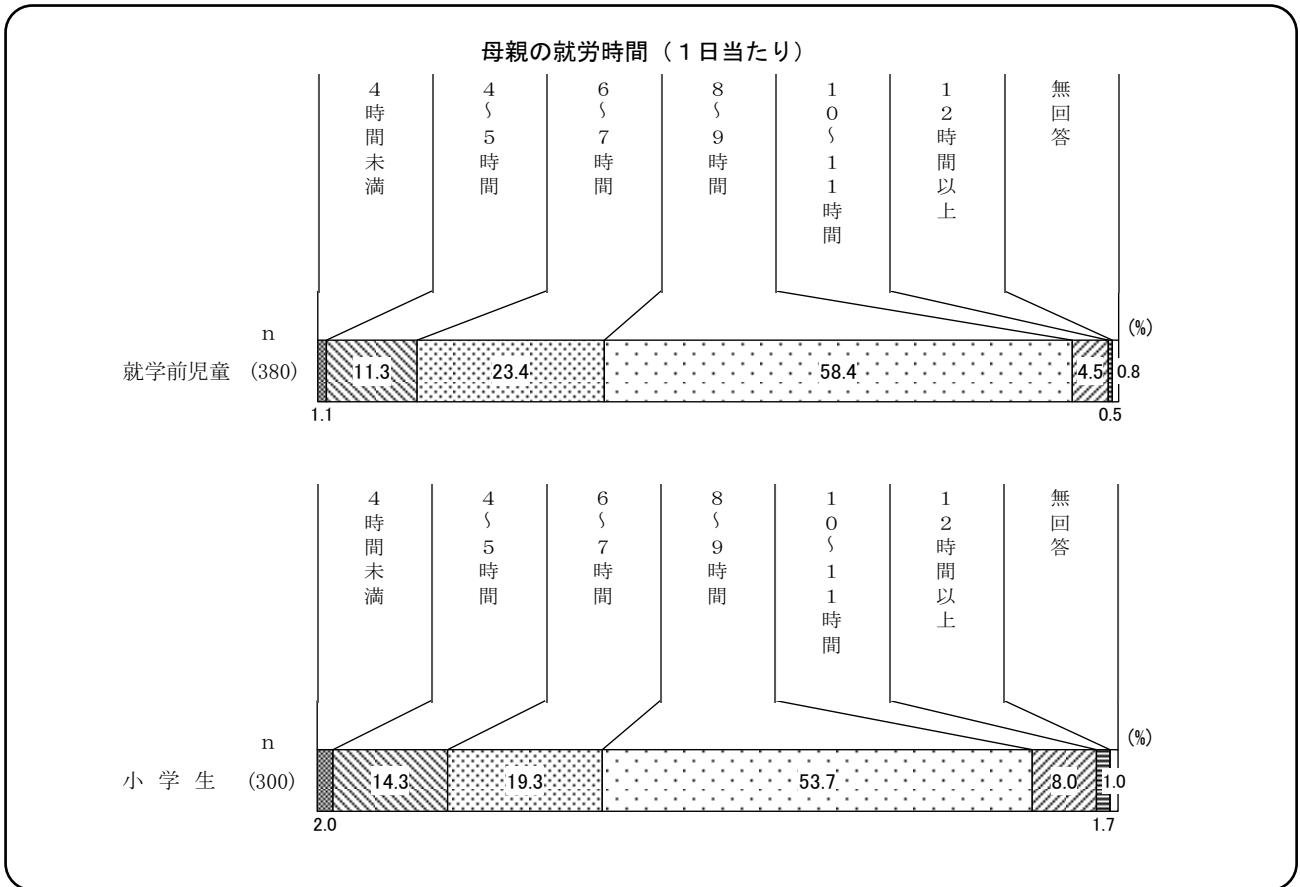 母親の就労時間（1日当たり）
4時間未満
4～5時間
6～7時間
8～9時間
10～11時間
12時間以上
無回答
(%)
n
就学前児童 (380)
11.3
23.4
58.4
4.5
0.8
1.1
0.5
4時間未満
4～5時間
6～7時間
8～9時間
10～11時間
12時間以上
無回答
(%)
n
小学生 (300)
14.3
19.3
53.7
8.0
1.0
2.0
1.7